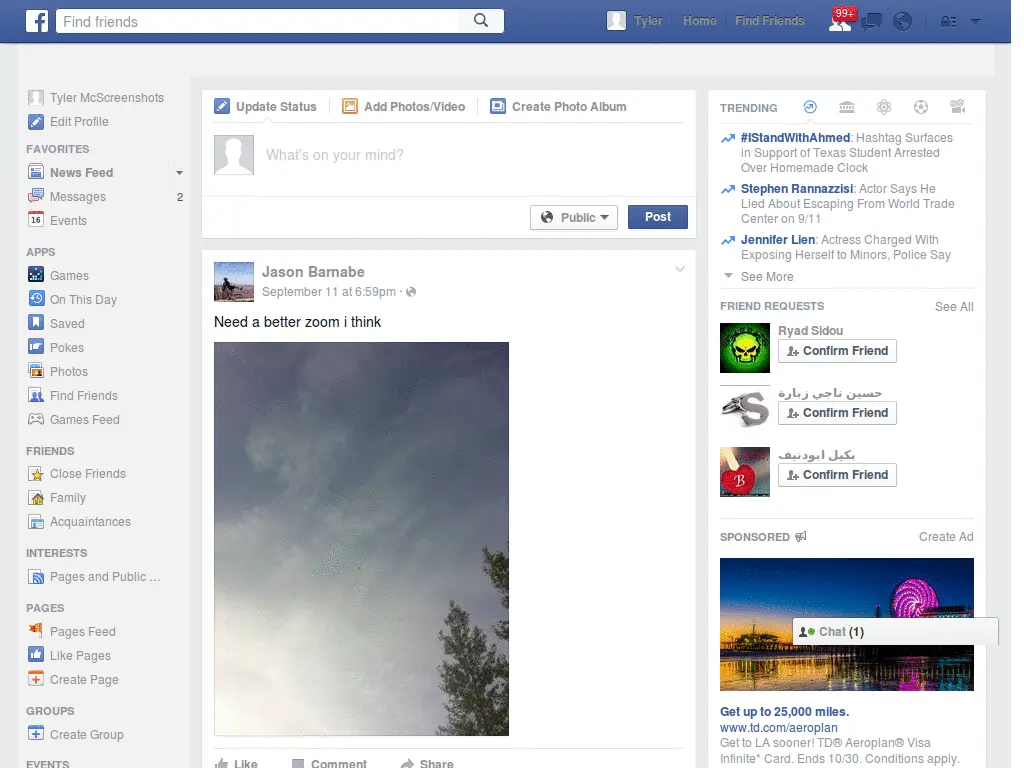 Find friends
Tyler
Home
Find Friends
99+
Tyler McScreenshots
Edit Profile
FAVORITES
News Feed
Messages 2
16 Events
APPS
Games
On This Day
Saved
Pokes
Photos
Find Friends
Games Feed
FRIENDS
Close Friends
Family
Acquaintances
INTERESTS
Pages and Public ...
PAGES
Pages Feed
Like Pages
Create Page
GROUPS
Create Group
EVENTS
Update Status
Add Photos/Video
Create Photo Album
What's on your mind?
Public
Post
Jason Barnabe
September 11 at 6:59pm ·
Need a better zoom i think
Like
Comment
Share
TRENDING
#IStandWithAhmed: Hashtag Surfaces
in Support of Texas Student Arrested
Over Homemade Clock
Stephen Rannazzisi: Actor Says He
Lied About Escaping From World Trade
Center on 9/11
Jennifer Lien: Actress Charged With
Exposing Herself to Minors, Police Say
See More
FRIEND REQUESTS
See All
Ryad Sidou
Confirm Friend
حسين ناجي زبارة
Confirm Friend
بكيل ابودنيف
Confirm Friend
B
SPONSORED
Create Ad
Chat (1)
Get up to 25,000 miles.
www.td.com/aeroplan
Get to LA sooner! TD® Aeroplan® Visa
Infinite* Card. Ends 10/30. Conditions apply.